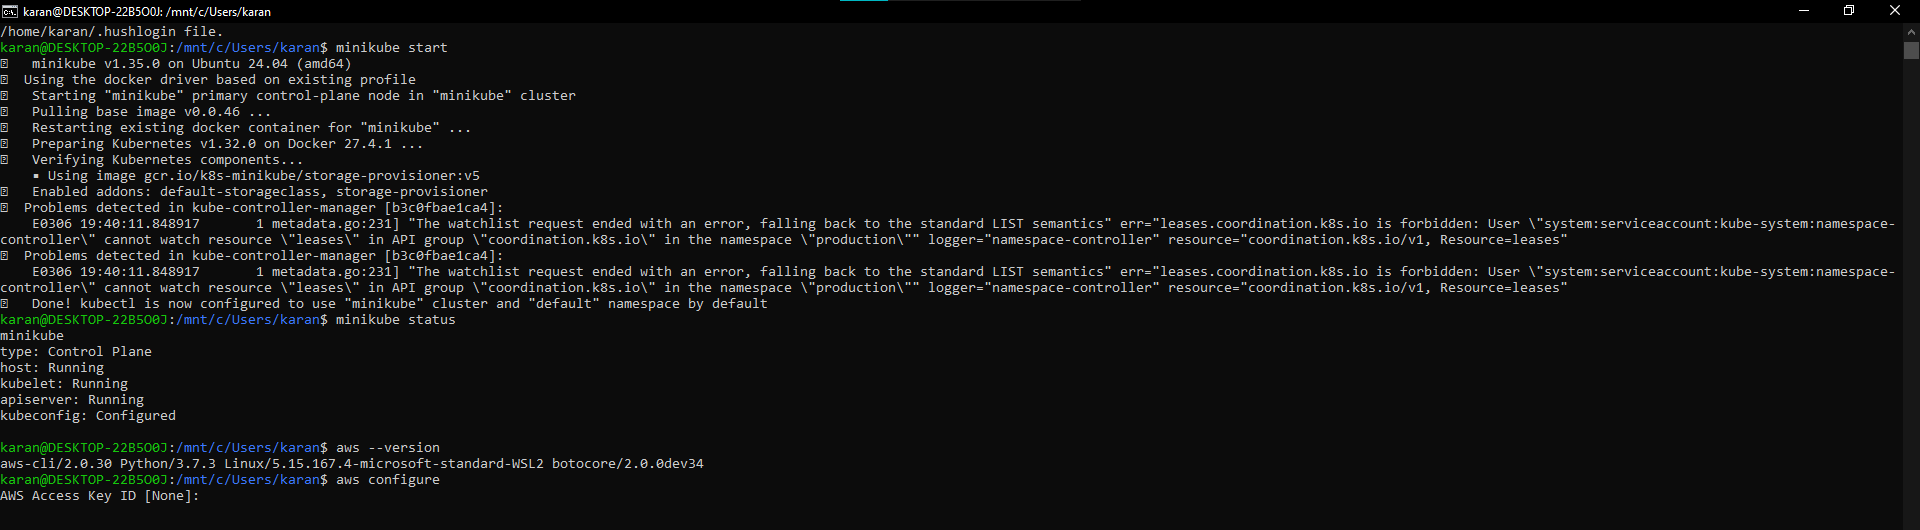 karan@DESKTOP-22B5O0J: /mnt/c/Users/karan
/home/karan/.hushlogin file.
karan@DESKTOP-22B5O0J:/mnt/c/Users/karan$ minikube start
minikube v1.35.0 on Ubuntu 24.04 (amd64)
Using the docker driver based on existing profile
Starting "minikube" primary control-plane node in "minikube" cluster
Pulling base image v0.0.46 ...
Restarting existing docker container for "minikube" ...
Preparing Kubernetes v1.32.0 on Docker 27.4.1 ...
Verifying Kubernetes components...
▪ Using image gcr.io/k8s-minikube/storage-provisioner:v5
Enabled addons: default-storageclass, storage-provisioner
Problems detected in kube-controller-manager [b3c0fbae1ca4]:
E0306 19:40:11.848917       1 metadata.go:231] "The watchlist request ended with an error, falling back to the standard LIST semantics" err="leases.coordination.k8s.io is forbidden: User \"system:serviceaccount:kube-system:namespace-
controller\" cannot watch resource \"leases\" in API group \"coordination.k8s.io\" in the namespace \"production\"" logger="namespace-controller" resource="coordination.k8s.io/v1, Resource=leases"
Problems detected in kube-controller-manager [b3c0fbae1ca4]:
E0306 19:40:11.848917       1 metadata.go:231] "The watchlist request ended with an error, falling back to the standard LIST semantics" err="leases.coordination.k8s.io is forbidden: User \"system:serviceaccount:kube-system:namespace-
controller\" cannot watch resource \"leases\" in API group \"coordination.k8s.io\" in the namespace \"production\"" logger="namespace-controller" resource="coordination.k8s.io/v1, Resource=leases"
Done! kubectl is now configured to use "minikube" cluster and "default" namespace by default
karan@DESKTOP-22B5O0J:/mnt/c/Users/karan$ minikube status
minikube
type: Control Plane
host: Running
kubelet: Running
apiserver: Running
kubeconfig: Configured
karan@DESKTOP-22B5O0J:/mnt/c/Users/karan$ aws --version
aws-cli/2.0.30 Python/3.7.3 Linux/5.15.167.4-microsoft-standard-WSL2 botocore/2.0.0dev34
karan@DESKTOP-22B5O0J:/mnt/c/Users/karan$ aws configure
AWS Access Key ID [None]: